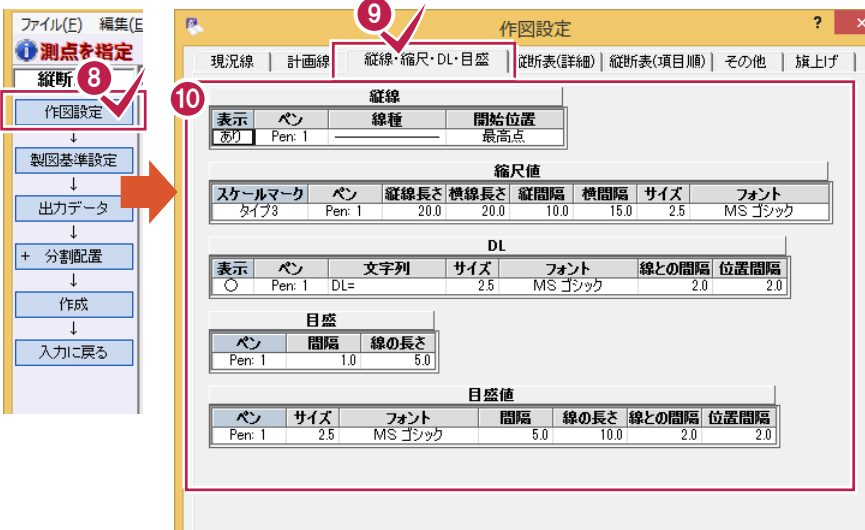 ファイル(F) 編集(E
測点を指定
縦断
8
作図設定
↓
製図基準設定
↓
出力データ
↓
+ 分割配置
↓
作成
↓
入力に戻る
9
作図設定
?
現況線 計画線 縦線・縮尺・DL・目盛 縦断表(詳細) 縦断表(項目順) その他 旗上げ
10
縦線
表示 ペン 線種 開始位置
あり Pen: 1 最高点
縮尺値
スケールマーク ペン 縦線長さ 横線長さ 縦間隔 横間隔 サイズ フォント
タイプ3 Pen: 1 20.0 20.0 10.0 15.0 2.5 MS ゴシック
DL
表示 ペン 文字列 サイズ フォント 線との間隔 位置間隔
○ Pen: 1 DL= 2.5 MS ゴシック 2.0 2.0
目盛
ペン 間隔 線の長さ
Pen: 1 1.0 5.0
目盛値
ペン サイズ フォント 間隔 線の長さ 線との間隔 位置間隔
Pen: 1 2.5 MS ゴシック 5.0 10.0 2.0 2.0